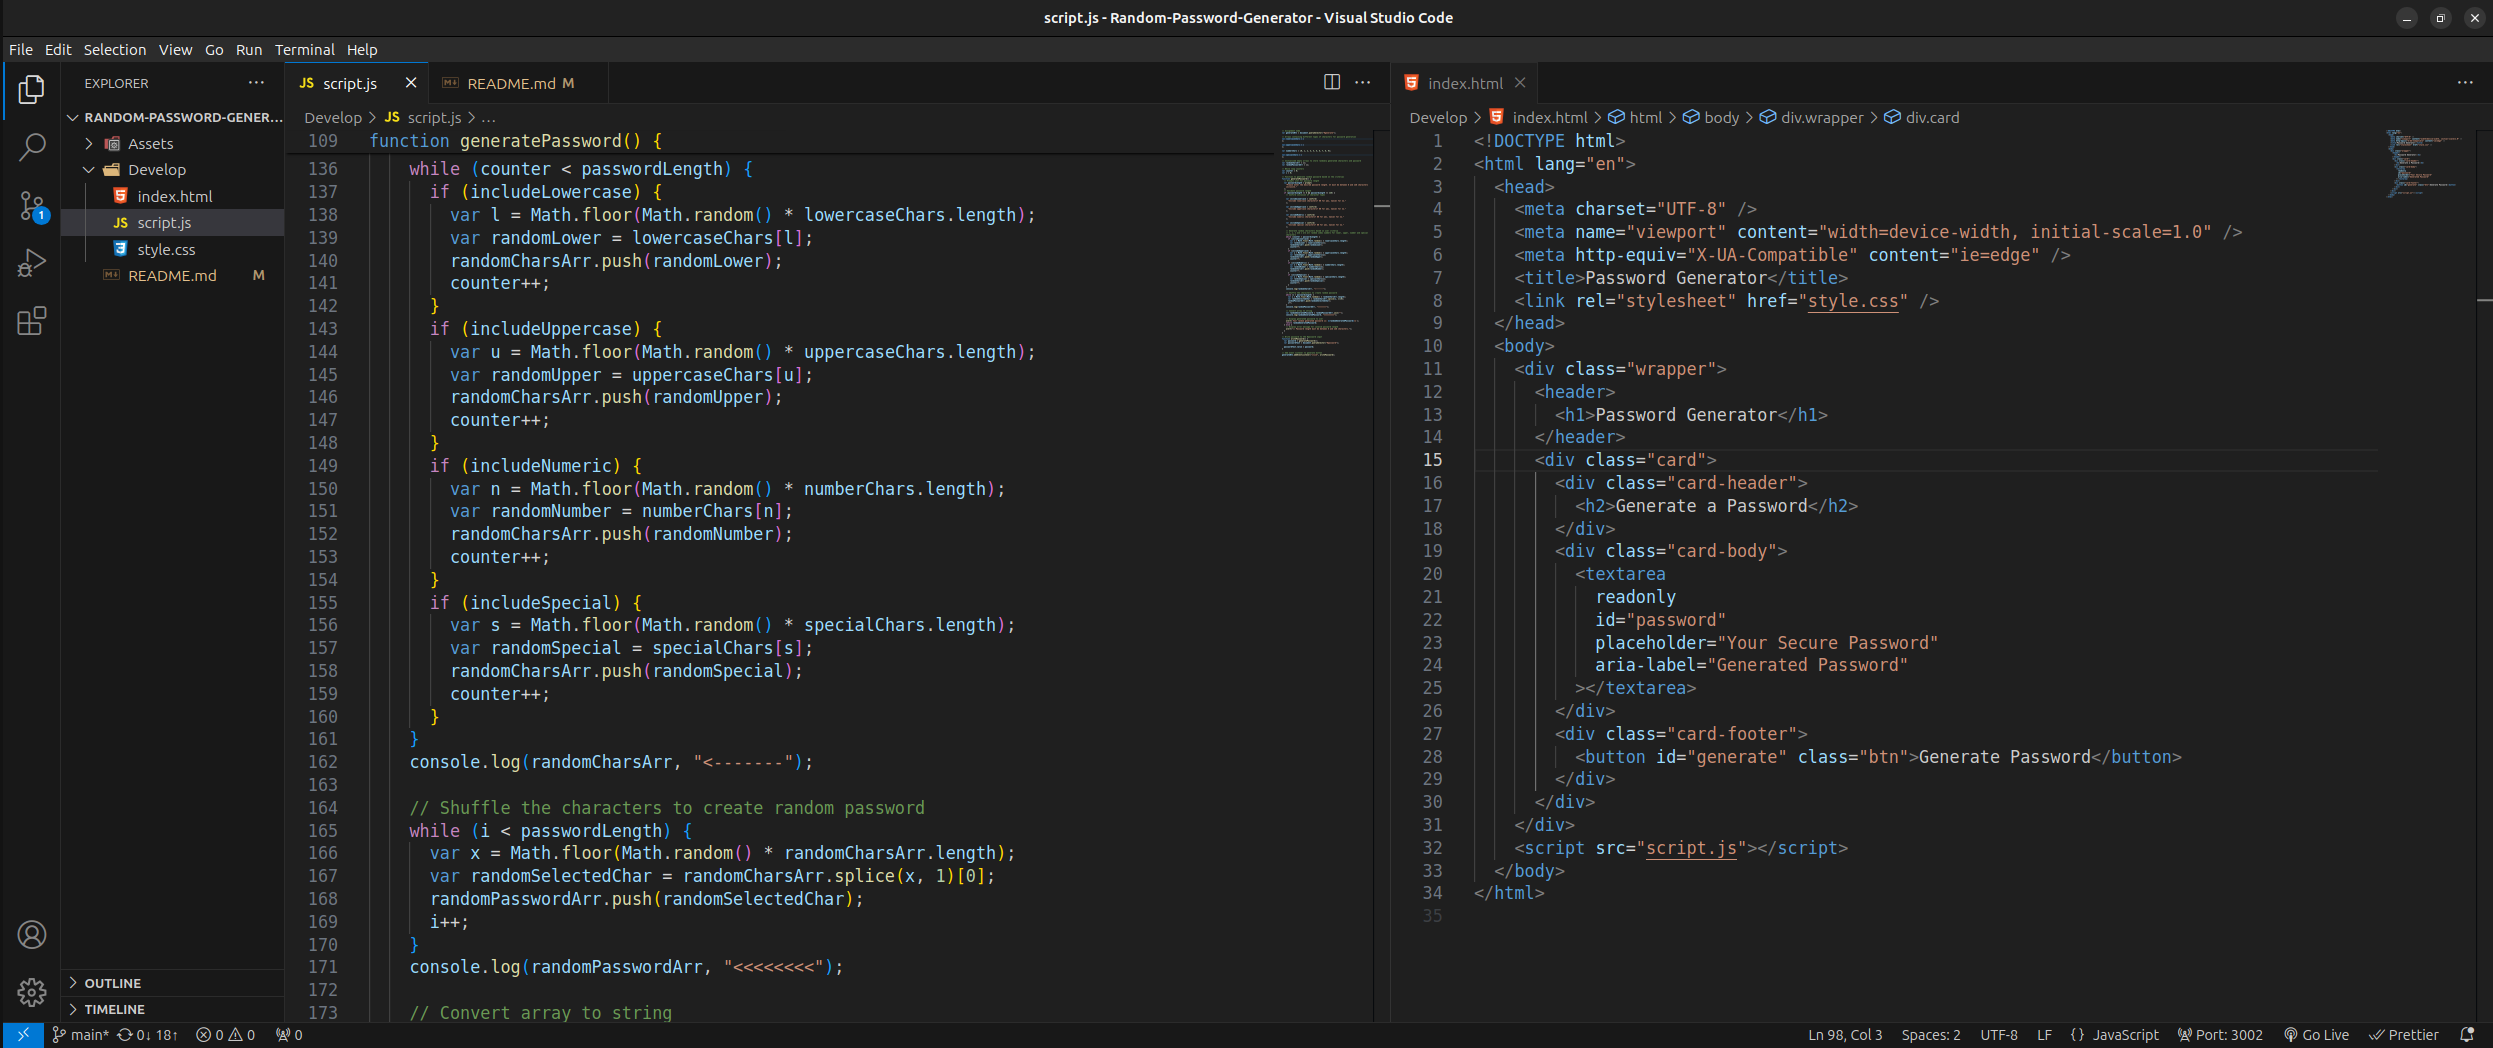 script.js - Random-Password-Generator - Visual Studio Code
File Edit Selection View Go Run Terminal Help
EXPLORER
RANDOM-PASSWORD-GENER...
Assets
Develop
index.html
script.js
style.css
README.md M
OUTLINE
TIMELINE
1
script.js
README.md M
Develop > script.js > ...
109 function generatePassword() {
136 while (counter < passwordLength) {
137 if (includeLowercase) {
138 var l = Math.floor(Math.random() * lowercaseChars.length);
139 var randomLower = lowercaseChars[l];
140 randomCharsArr.push(randomLower);
141 counter++;
142 }
143 if (includeUppercase) {
144 var u = Math.floor(Math.random() * uppercaseChars.length);
145 var randomUpper = uppercaseChars[u];
146 randomCharsArr.push(randomUpper);
147 counter++;
148 }
149 if (includeNumeric) {
150 var n = Math.floor(Math.random() * numberChars.length);
151 var randomNumber = numberChars[n];
152 randomCharsArr.push(randomNumber);
153 counter++;
154 }
155 if (includeSpecial) {
156 var s = Math.floor(Math.random() * specialChars.length);
157 var randomSpecial = specialChars[s];
158 randomCharsArr.push(randomSpecial);
159 counter++;
160 }
161 }
162 console.log(randomCharsArr, "<-------");
163
164 // Shuffle the characters to create random password
165 while (i < passwordLength) {
166 var x = Math.floor(Math.random() * randomCharsArr.length);
167 var randomSelectedChar = randomCharsArr.splice(x, 1)[0];
168 randomPasswordArr.push(randomSelectedChar);
169 i++;
170 }
171 console.log(randomPasswordArr, "<<<<<<<<");
172
173 // Convert array to string
index.html
Develop > index.html > html > body > div.wrapper > div.card
1 <!DOCTYPE html>
2 <html lang="en">
3 <head>
4 <meta charset="UTF-8" />
5 <meta name="viewport" content="width=device-width, initial-scale=1.0" />
6 <meta http-equiv="X-UA-Compatible" content="ie=edge" />
7 <title>Password Generator</title>
8 <link rel="stylesheet" href="style.css" />
9 </head>
10 <body>
11 <div class="wrapper">
12 <header>
13 <h1>Password Generator</h1>
14 </header>
15 <div class="card">
16 <div class="card-header">
17 <h2>Generate a Password</h2>
18 </div>
19 <div class="card-body">
20 <textarea
21 readonly
22 id="password"
23 placeholder="Your Secure Password"
24 aria-label="Generated Password"
25 ></textarea>
26 </div>
27 <div class="card-footer">
28 <button id="generate" class="btn">Generate Password</button>
29 </div>
30 </div>
31 </div>
32 <script src="script.js"></script>
33 </body>
34 </html>
35
main* 0↓ 18↑ 0 0 0 Ln 98, Col 3 Spaces: 2 UTF-8 LF {} JavaScript Port: 3002 Go Live Prettier